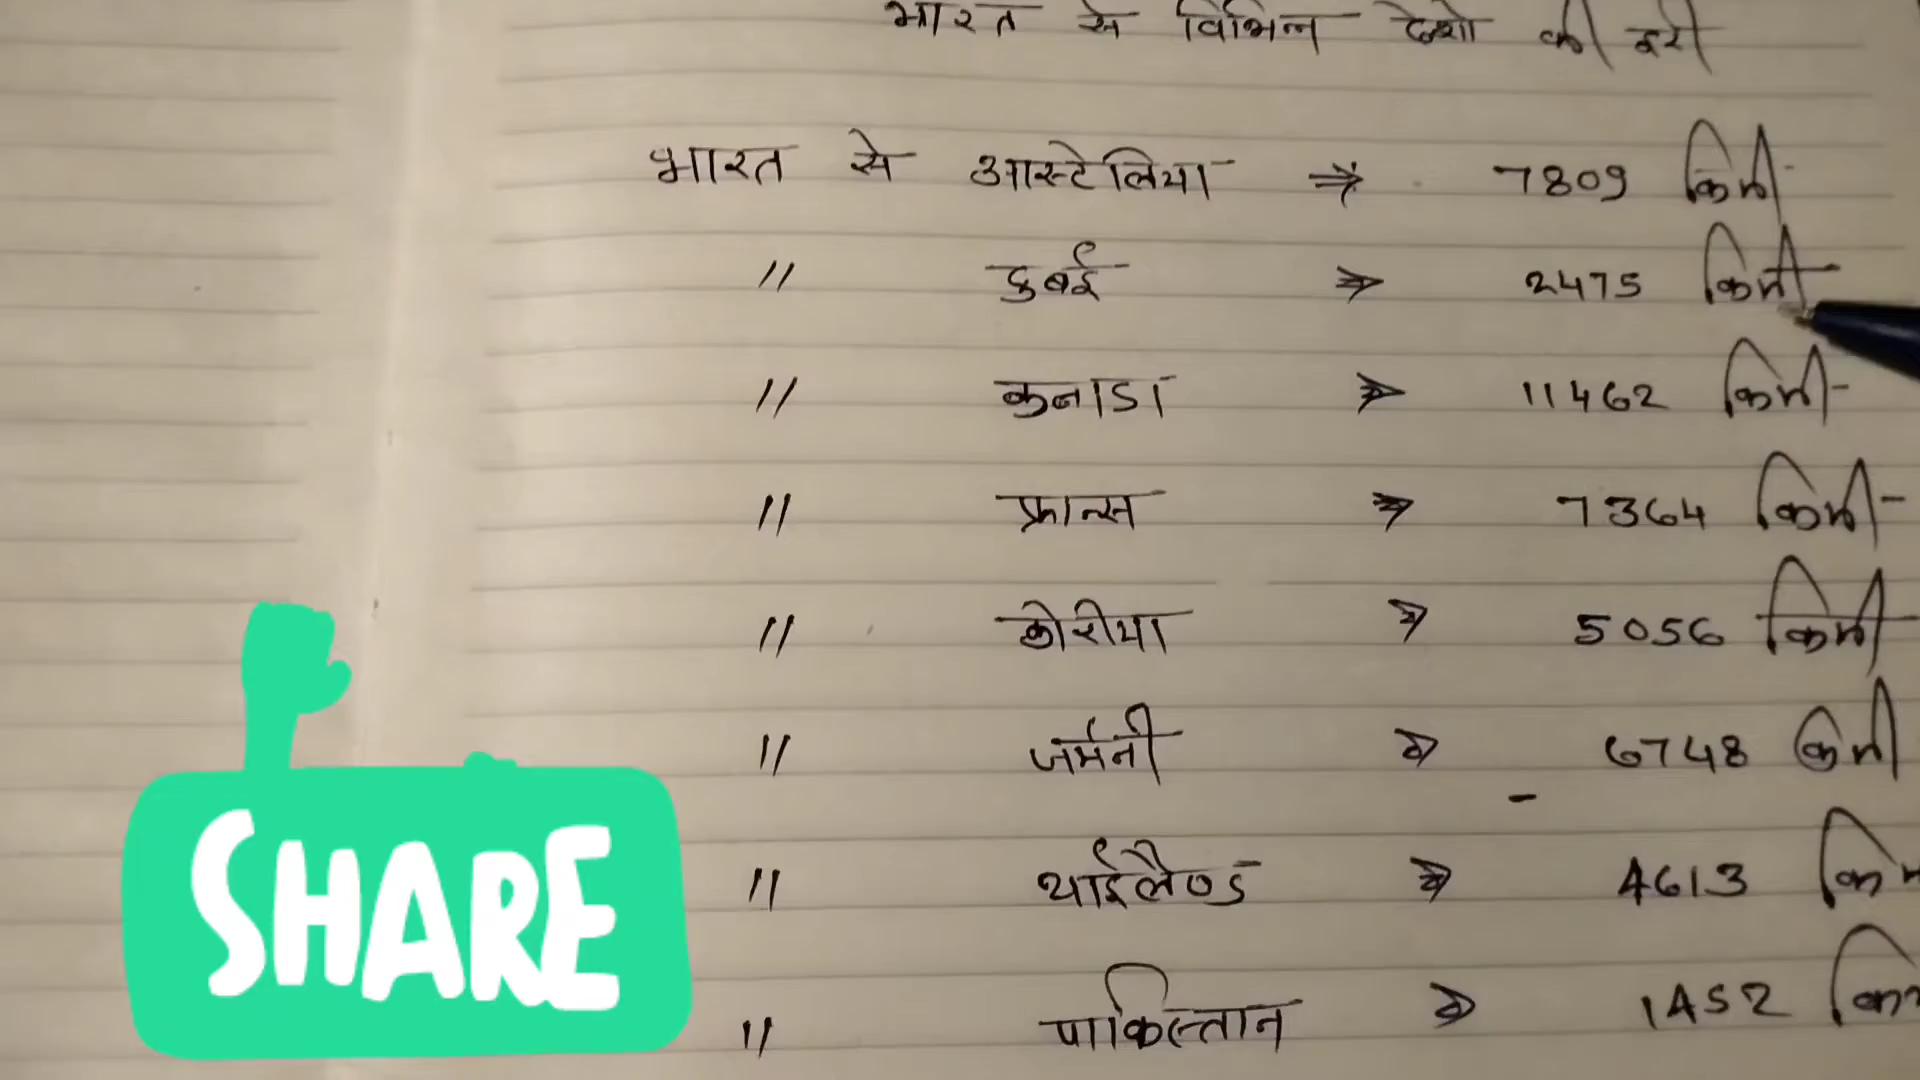 भारत से विभिन्न देशो की दूरी
भारत से आस्टेलिया ⇒ 7809 किमी
" दुबई ⇒ 2475 किमी
" कनाडा ⇒ 11462 किमी
" फ्रान्स ⇒ 7364 किमी
" कोरीया ⇒ 5056 किमी
" जर्मनी ⇒ 6748 किमी
" थाईलैण्ड ⇒ 4613 किम
" पाकिस्तान ⇒ 1452 किम
SHARE